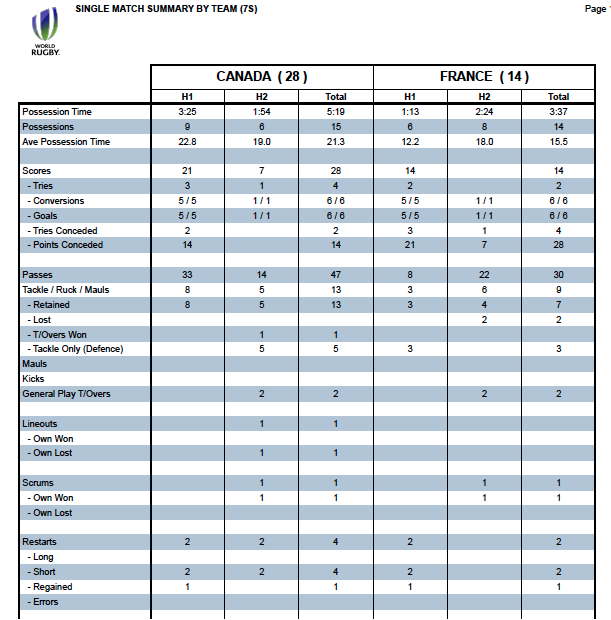 SINGLE MATCH SUMMARY BY TEAM (7S) Page
WORLD
RUGBY.
CANADA ( 28 ) FRANCE ( 14 )
H1 H2 Total H1 H2 Total
Possession Time 3:25 1:54 5:19 1:13 2:24 3:37
Possessions 9 6 15 6 8 14
Ave Possession Time 22.8 19.0 21.3 12.2 18.0 15.5
Scores 21 7 28 14 14
- Tries 3 1 4 2 2
- Conversions 5 / 5 1 / 1 6 / 6 5 / 5 1 / 1 6 / 6
- Goals 5 / 5 1 / 1 6 / 6 5 / 5 1 / 1 6 / 6
- Tries Conceded 2 2 3 1 4
- Points Conceded 14 14 21 7 28
Passes 33 14 47 8 22 30
Tackle / Ruck / Mauls 8 5 13 3 6 9
- Retained 8 5 13 3 4 7
- Lost 2 2
- T/Overs Won 1 1
- Tackle Only (Defence) 5 5 3 3
Mauls
Kicks
General Play T/Overs 2 2 2 2
Lineouts 1 1
- Own Won
- Own Lost 1 1
Scrums 1 1 1 1
- Own Won 1 1 1 1
- Own Lost
Restarts 2 2 4 2 2
- Long
- Short 2 2 4 2 2
- Regained 1 1 1 1
- Errors